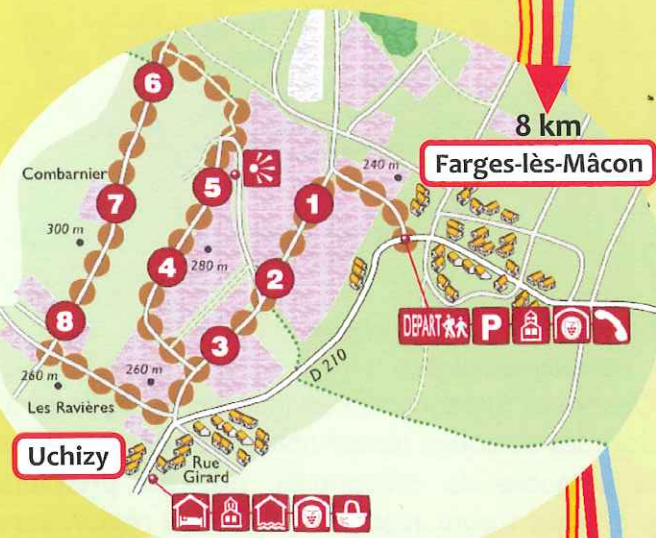 8 km
Farges-lès-Mâcon
6
Combarnier
5
240 m
7
1
300 m
4
280 m
2
8
3
DEPART P
D 210
260 m
260 m
Les Ravières
Uchizy
Rue
Girard